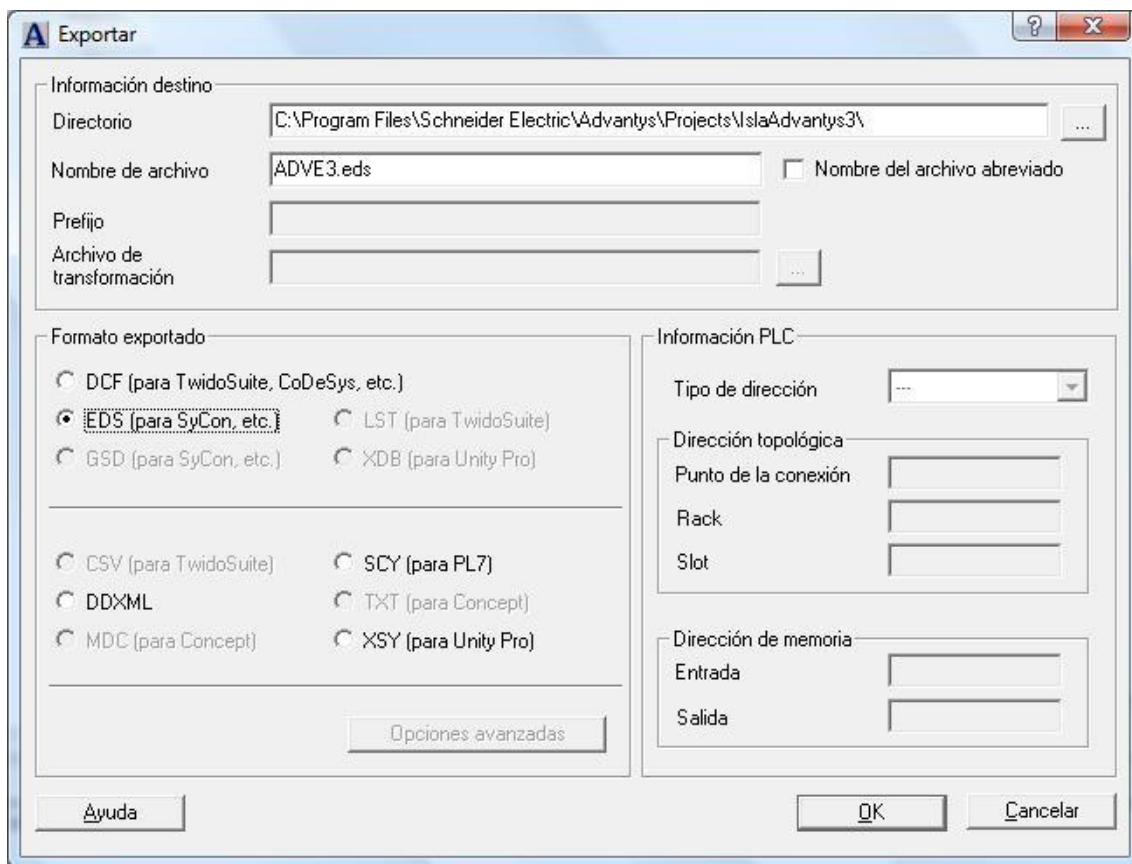 A Exportar
Información destino
Directorio C:\Program Files\Schneider Electric\Advantys\Projects\IslaAdvantys3\ ...
Nombre de archivo ADVE3.eds Nombre del archivo abreviado
Prefijo
Archivo de
transformación ...
Formato exportado
DCF (para TwidoSuite, CoDeSys, etc.)
EDS (para SyCon, etc.) LST (para TwidoSuite)
GSD (para SyCon, etc.) XDB (para Unity Pro)
CSV (para TwidoSuite) SCY (para PL7)
DDXML TXT (para Concept)
MDC (para Concept) XSY (para Unity Pro)
Opciones avanzadas
Información PLC
Tipo de dirección ---
Dirección topológica
Punto de la conexión
Rack
Slot
Dirección de memoria
Entrada
Salida
Ayuda OK Cancelar